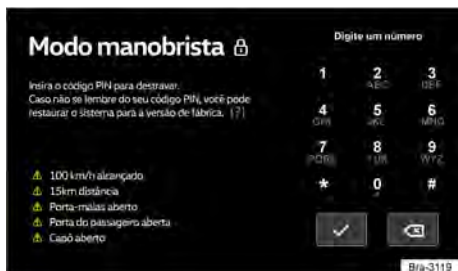 Modo manobrista
Digite um número
Insira o código PIN para destravar.
Caso não se lembre do seu código PIN, você pode
restaurar o sistema para a versão de fábrica. [?]
1 2 3
ABC DEF
4 5 6
GHI JKL MNO
7 8 9
PQRS TUV WYZ
* 0 #
100 km/h alcançado
15km distância
Porta-malas aberto
Porta do passageiro aberta
Capô aberto
Bra-3119